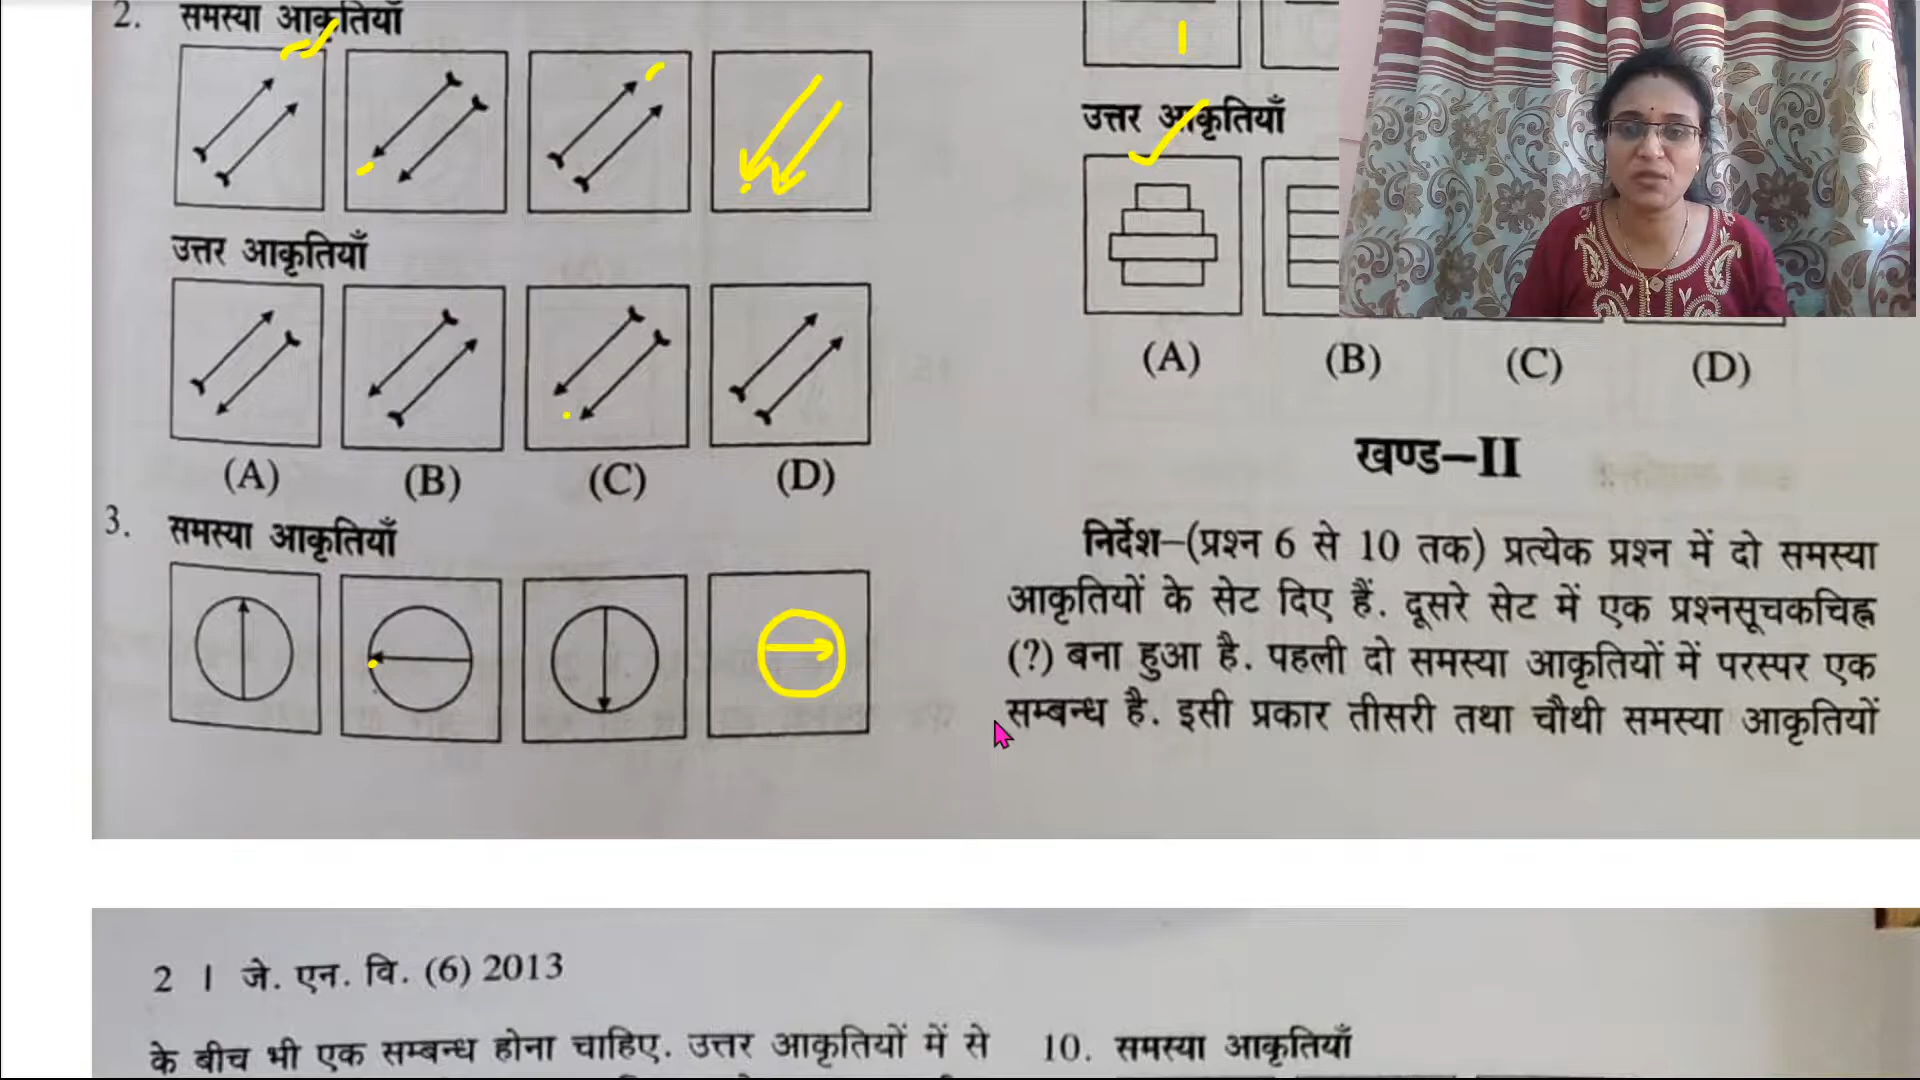 2. समस्या आकृतियाँ
उत्तर आकृतियाँ
(A) (B) (C) (D)
3. समस्या आकृतियाँ
उत्तर आकृतियाँ
(A) (B) (C) (D)
खण्ड–II
निर्देश–(प्रश्न 6 से 10 तक) प्रत्येक प्रश्न में दो समस्या
आकृतियों के सेट दिए हैं. दूसरे सेट में एक प्रश्नसूचकचिह्न
(?) बना हुआ है. पहली दो समस्या आकृतियों में परस्पर एक
सम्बन्ध है. इसी प्रकार तीसरी तथा चौथी समस्या आकृतियों
2 । जे. एन. वि. (6) 2013
के बीच भी एक सम्बन्ध होना चाहिए. उत्तर आकृतियों में से
10. समस्या आकृतियाँ